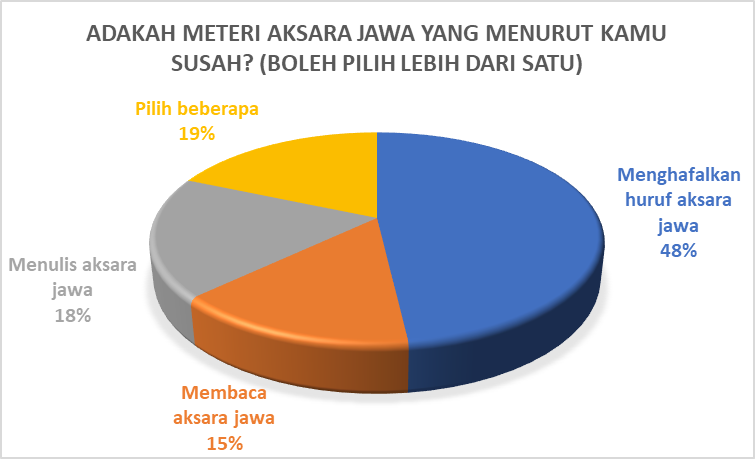 ADAKAH METERI AKSARA JAWA YANG MENURUT KAMU
SUSAH? (BOLEH PILIH LEBIH DARI SATU)
Pilih beberapa
19%
Menghafalkan
huruf aksara
jawa
48%
Menulis aksara
jawa
18%
Membaca
aksara jawa
15%